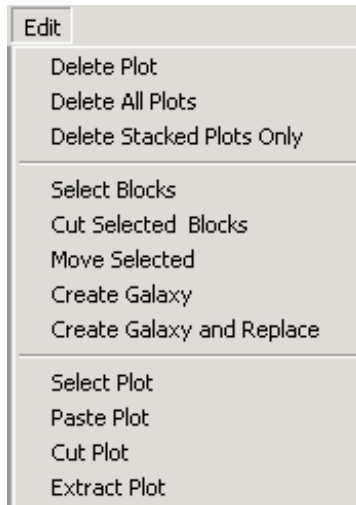 Edit
Delete Plot
Delete All Plots
Delete Stacked Plots Only
Select Blocks
Cut Selected  Blocks
Move Selected
Create Galaxy
Create Galaxy and Replace
Select Plot
Paste Plot
Cut Plot
Extract Plot